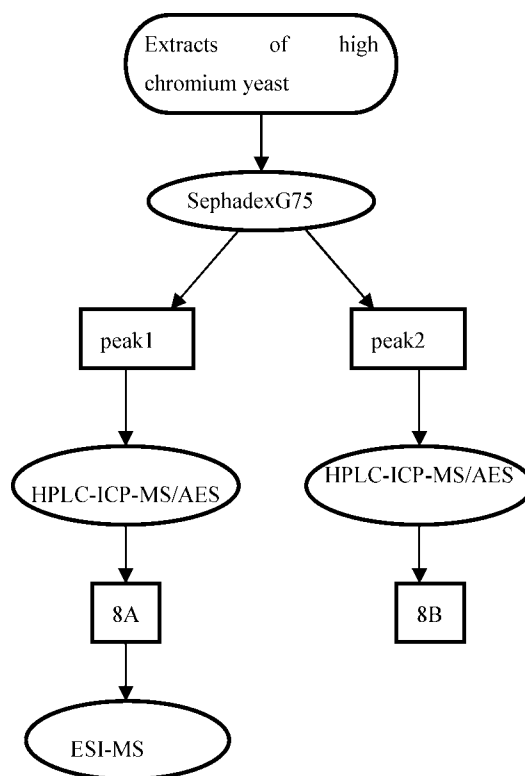 Extracts of high
chromium yeast
SephadexG75
peak1
peak2
HPLC-ICP-MS/AES
HPLC-ICP-MS/AES
8A
8B
ESI-MS